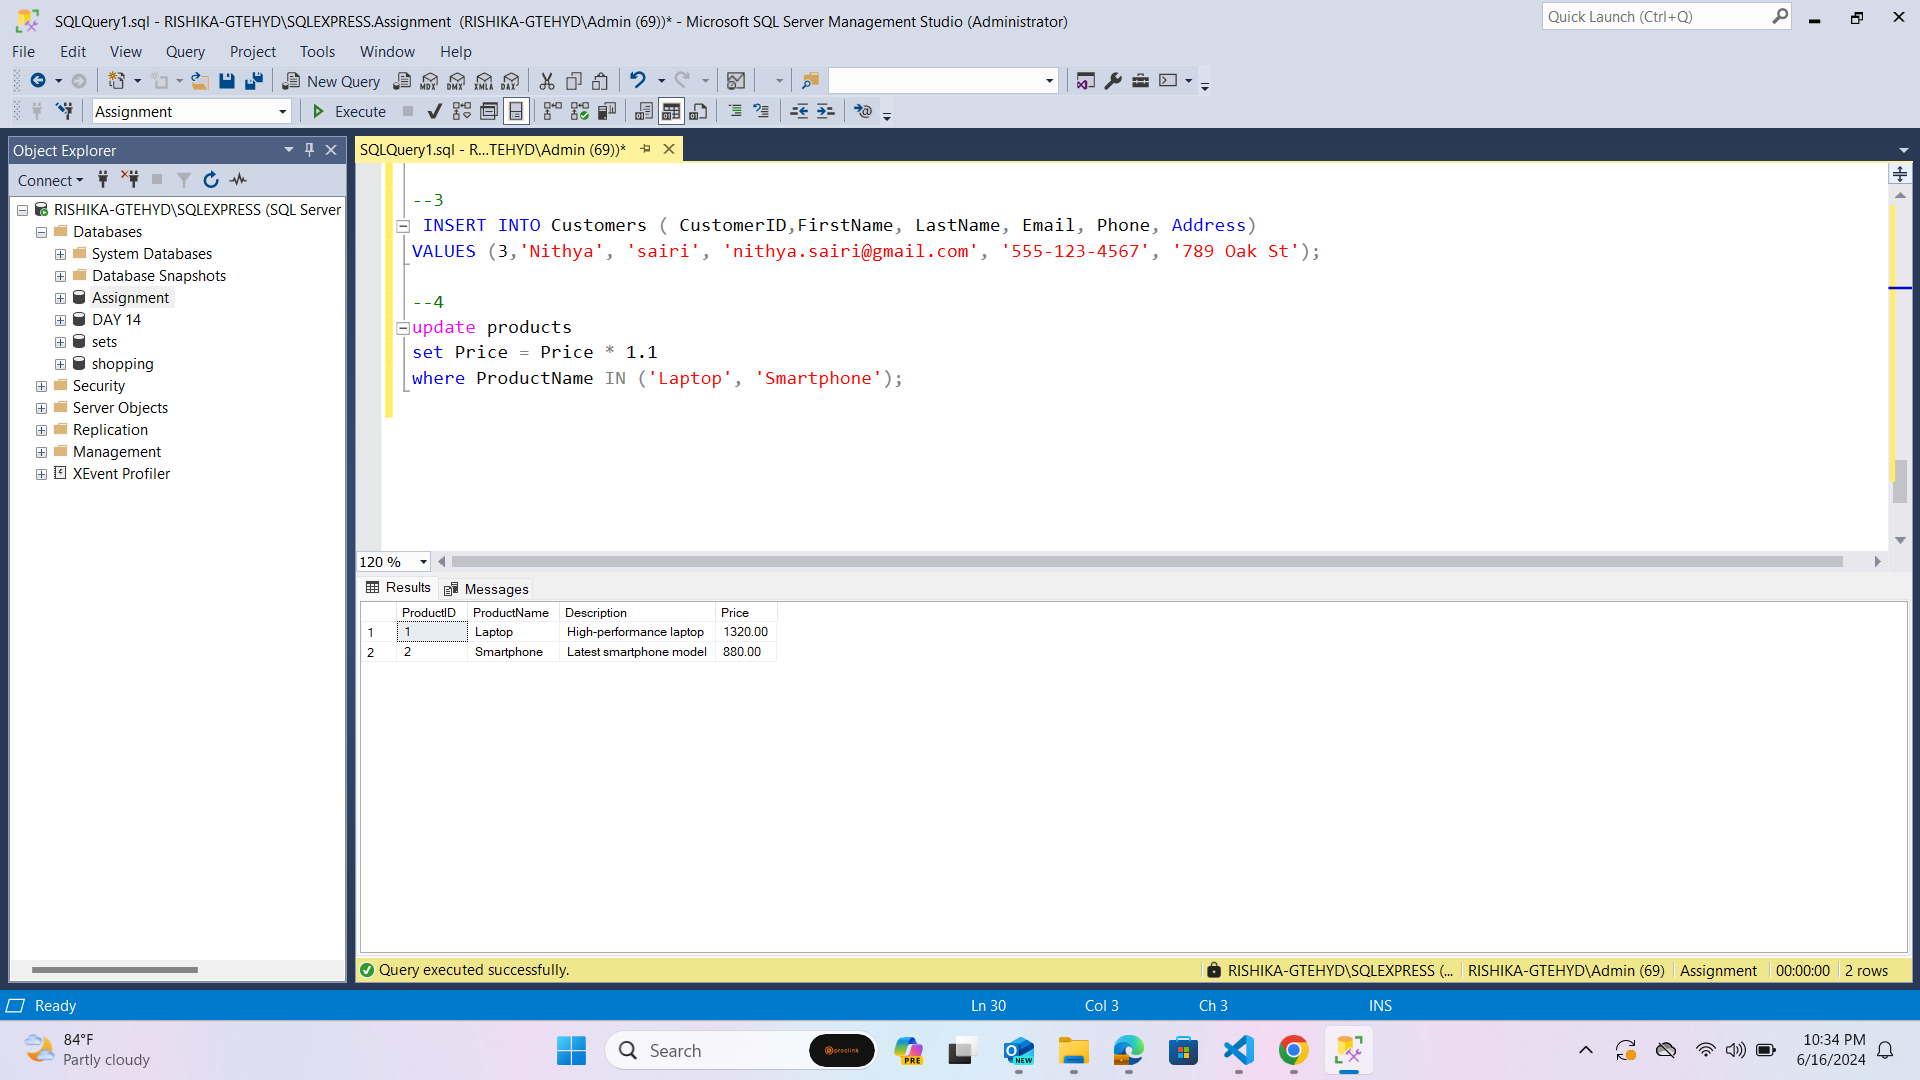 SQLQuery1.sql - RISHIKA-GTEHYD\SQLEXPRESS.Assignment (RISHIKA-GTEHYD\Admin (69))* - Microsoft SQL Server Management Studio (Administrator)
Quick Launch (Ctrl+Q)
File Edit View Query Project Tools Window Help
New Query MDX DMX XMLA DAX
Assignment Execute
Object Explorer
SQLQuery1.sql - R...TEHYD\Admin (69))*
Connect
RISHIKA-GTEHYD\SQLEXPRESS (SQL Server
Databases
System Databases
Database Snapshots
Assignment
DAY 14
sets
shopping
Security
Server Objects
Replication
Management
XEvent Profiler
--3
INSERT INTO Customers ( CustomerID,FirstName, LastName, Email, Phone, Address)
VALUES (3,'Nithya', 'sairi', 'nithya.sairi@gmail.com', '555-123-4567', '789 Oak St');
--4
update products
set Price = Price * 1.1
where ProductName IN ('Laptop', 'Smartphone');
120 %
Results Messages
ProductID ProductName Description Price
1 1 Laptop High-performance laptop 1320.00
2 2 Smartphone Latest smartphone model 880.00
Query executed successfully.
RISHIKA-GTEHYD\SQLEXPRESS (... RISHIKA-GTEHYD\Admin (69) Assignment 00:00:00 2 rows
Ready Ln 30 Col 3 Ch 3 INS
84°F
Partly cloudy
Search
proolink
PRE
NEW
10:34 PM
6/16/2024